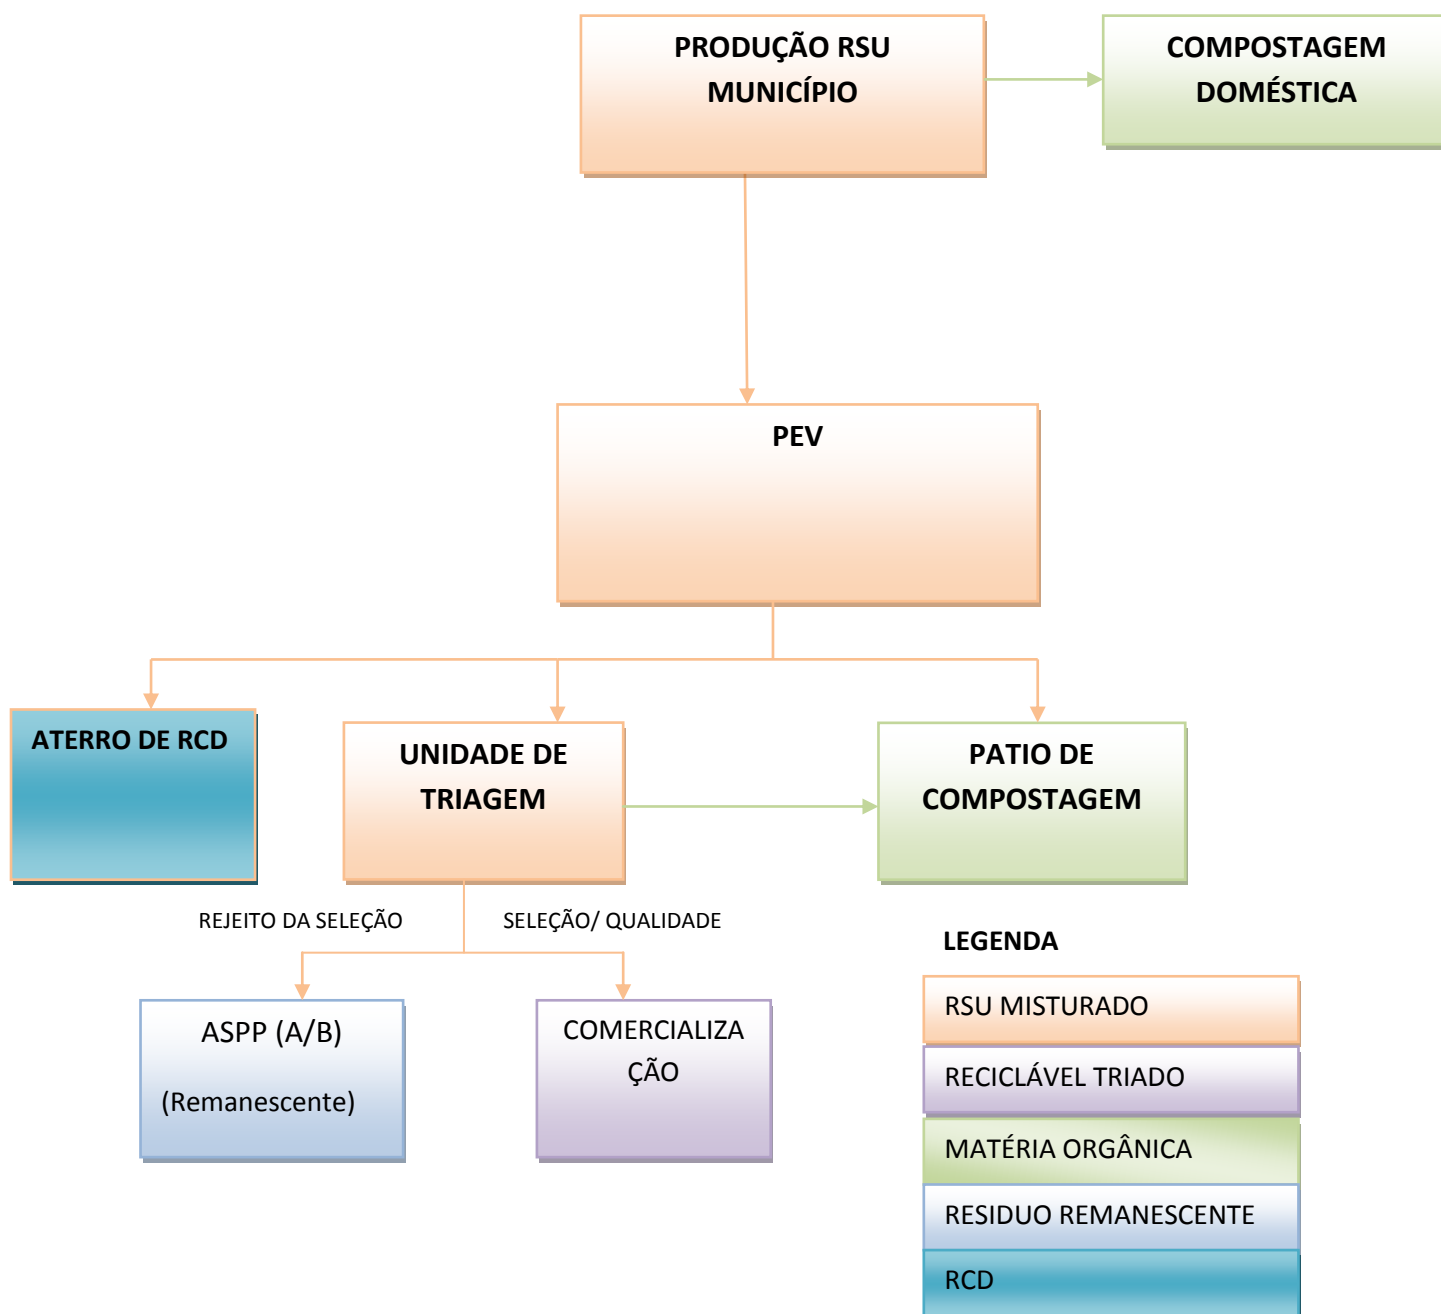 PRODUÇÃO RSU
MUNICÍPIO
COMPOSTAGEM
DOMÉSTICA
PEV
ATERRO DE RCD
UNIDADE DE
TRIAGEM
PATIO DE
COMPOSTAGEM
REJEITO DA SELEÇÃO
SELEÇÃO/ QUALIDADE
ASPP (A/B)
(Remanescente)
COMERCIALIZA
ÇÃO
LEGENDA
RSU MISTURADO
RECICLÁVEL TRIADO
MATÉRIA ORGÂNICA
RESIDUO REMANESCENTE
RCD